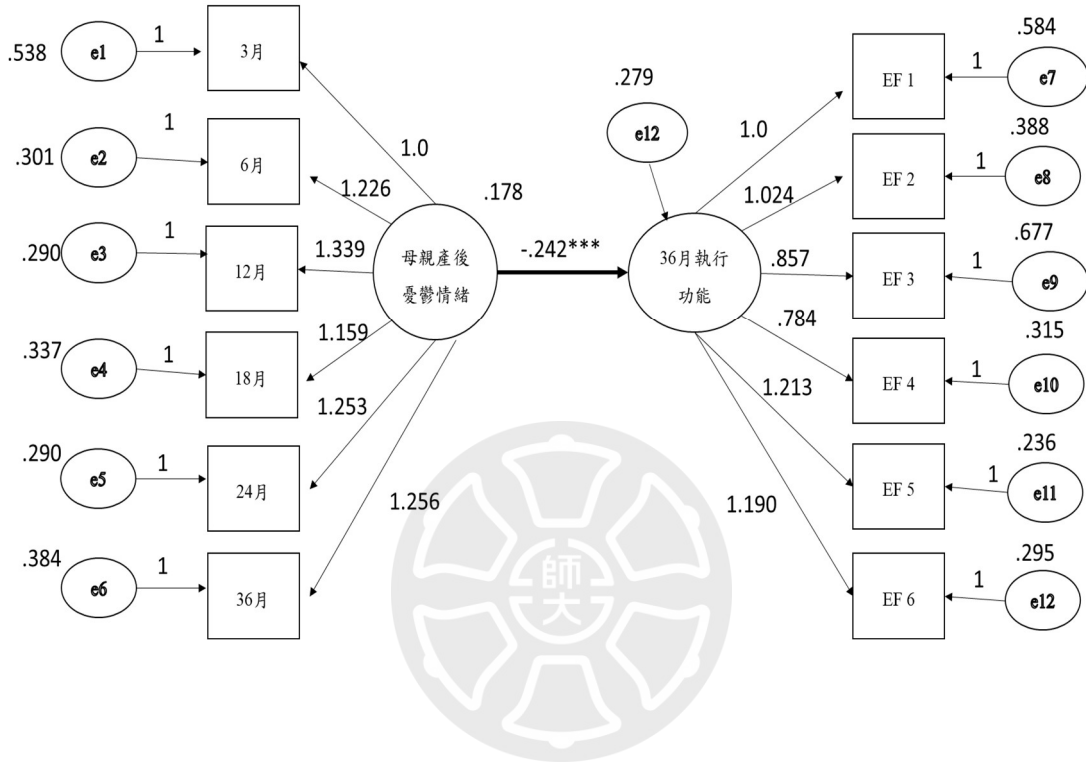 .538
e1
1
3月
.301
e2
1
6月
.290
e3
1
12月
.337
e4
1
18月
.290
e5
1
24月
.384
e6
1
36月
1.0
1.226
1.339
1.159
1.253
1.256
.178
母親產後
憂鬱情緒
-.242***
.279
e12
36月執行
功能
1.0
1.024
.857
.784
1.213
1.190
EF 1
1
.584
e7
EF 2
1
.388
e8
EF 3
1
.677
e9
EF 4
1
.315
e10
EF 5
1
.236
e11
EF 6
1
.295
e12
師大